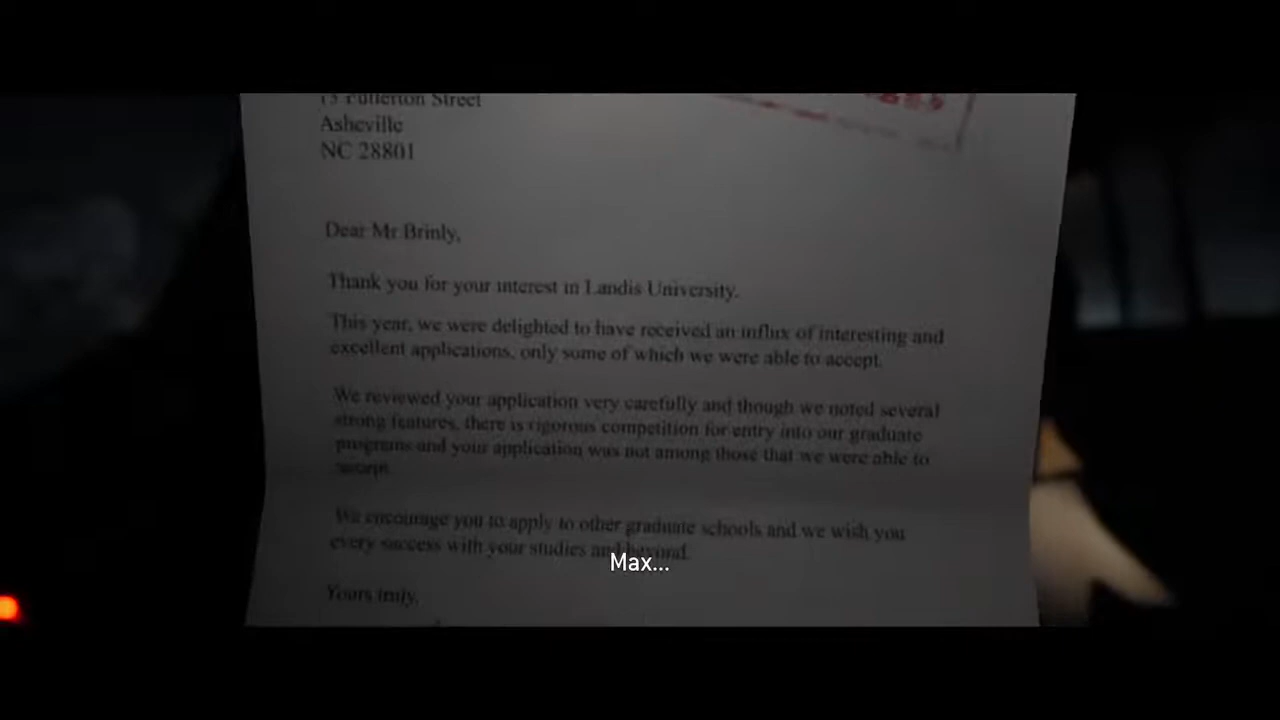 Fullerton Street
Asheville
NC 28801
Dear Mr Brinly,
Thank you for your interest in Landis University.
This year, we were delighted to have received an influx of interesting and
excellent applications, only some of which we were able to accept.
We reviewed your application very carefully and though we noted several
strong features, there is rigorous competition for entry into our graduate
programs and your application was not among those that we were able to
We encourage you to apply to other graduate schools and we wish you
every success with your studies and beyond.
Max...
Yours truly,